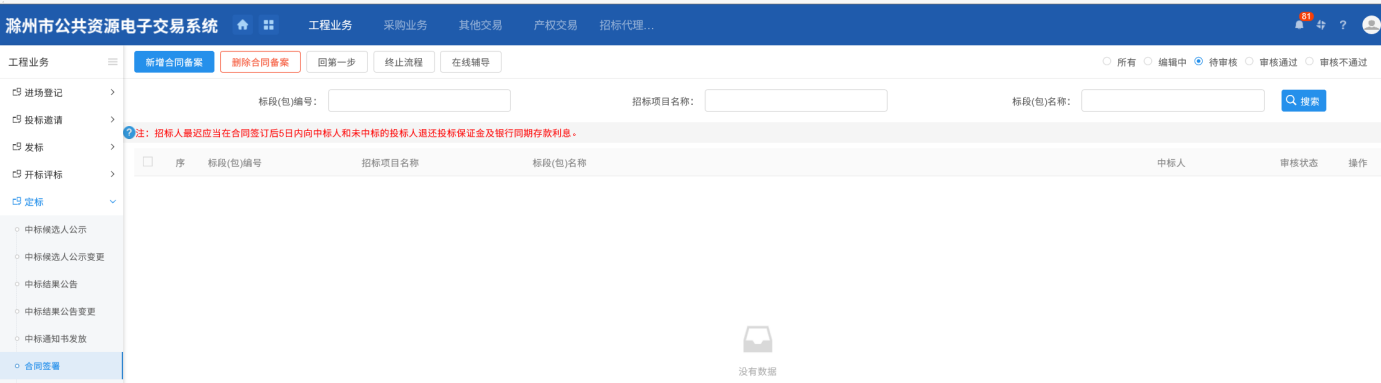 滁州市公共资源电子交易系统 工程业务 采购业务 其他交易 产权交易 招标代理... 81 ?
工程业务 新增合同备案 删除合同备案 回第一步 终止流程 在线辅导 所有 编辑中 待审核 审核通过 审核不通过
进场登记
标段(包)编号: 招标项目名称: 标段(包)名称: 搜索
投标邀请
?注：招标人最迟应当在合同签订后5日内向中标人和未中标的投标人退还投标保证金及银行同期存款利息。
发标
序 标段(包)编号 招标项目名称 标段(包)名称 中标人 审核状态 操作
开标评标
定标
中标候选人公示
中标候选人公示变更
中标结果公告
中标结果公告变更
中标通知书发放
合同签署
没有数据